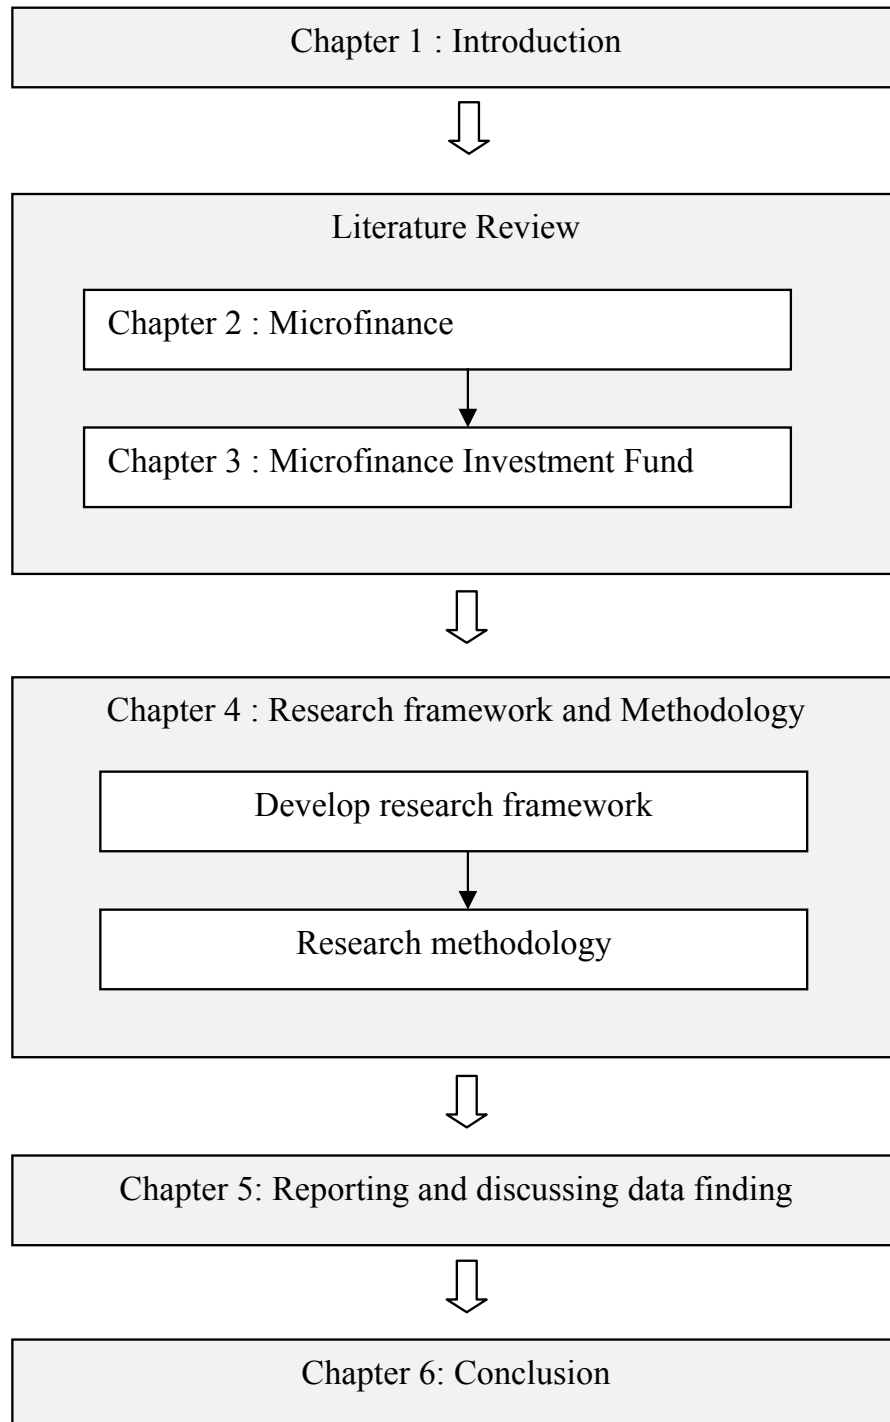 Chapter 1 : Introduction
Literature Review
Chapter 2 : Microfinance
Chapter 3 : Microfinance Investment Fund
Chapter 4 : Research framework and Methodology
Develop research framework
Research methodology
Chapter 5: Reporting and discussing data finding
Chapter 6: Conclusion